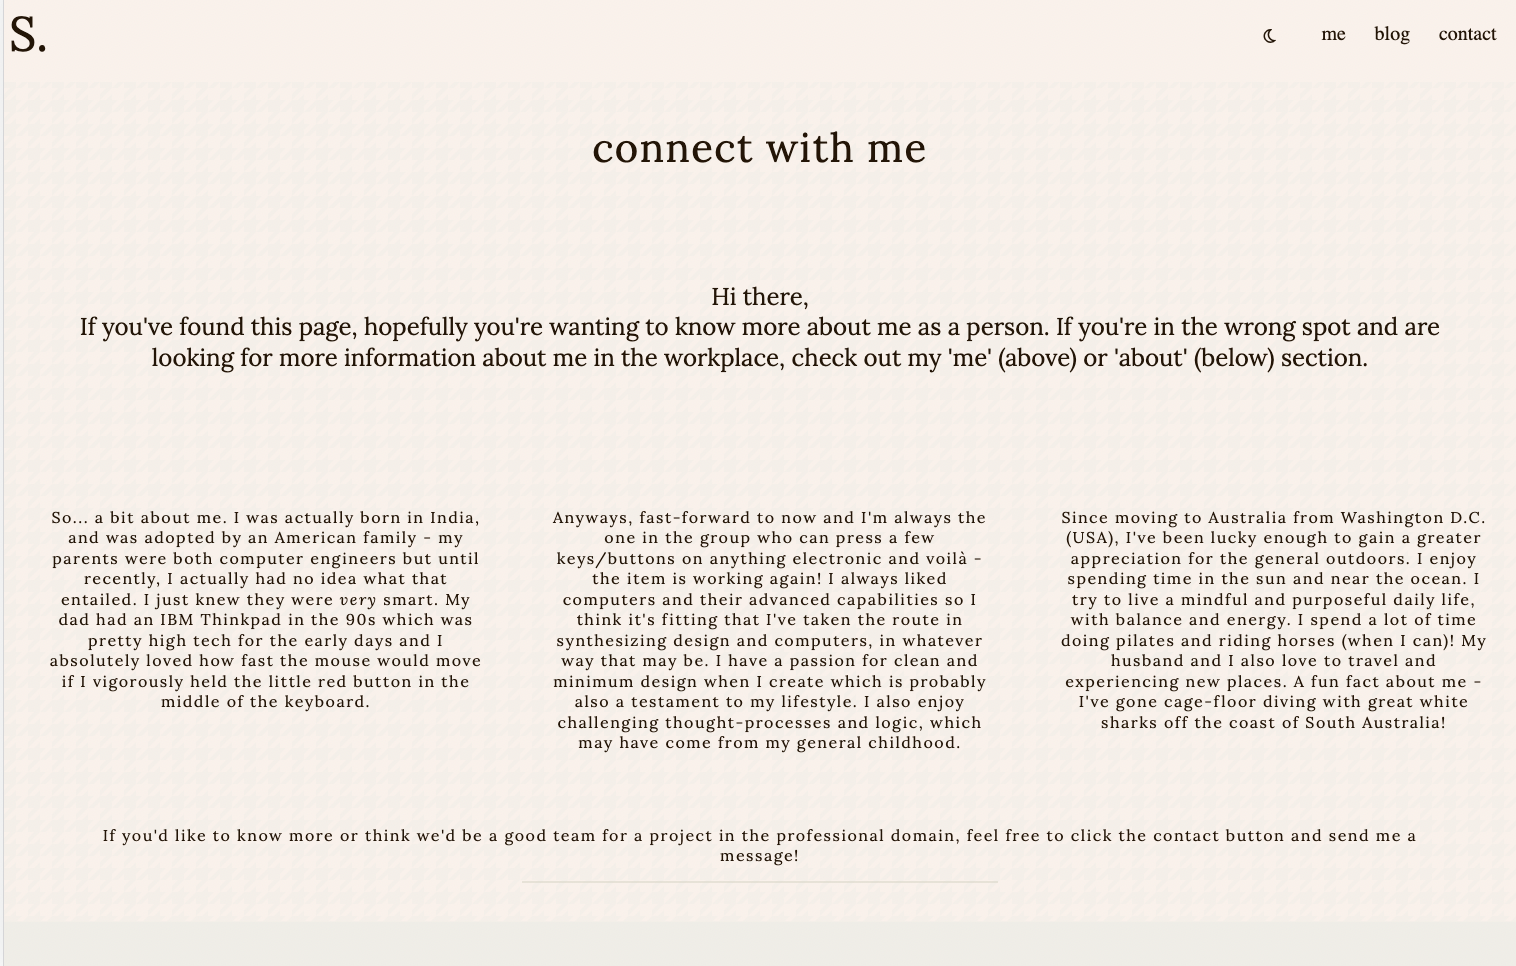 S.
me blog contact
connect with me
Hi there,
If you've found this page, hopefully you're wanting to know more about me as a person. If you're in the wrong spot and are
looking for more information about me in the workplace, check out my 'me' (above) or 'about' (below) section.
So... a bit about me. I was actually born in India,
and was adopted by an American family - my
parents were both computer engineers but until
recently, I actually had no idea what that
entailed. I just knew they were very smart. My
dad had an IBM Thinkpad in the 90s which was
pretty high tech for the early days and I
absolutely loved how fast the mouse would move
if I vigorously held the little red button in the
middle of the keyboard.
Anyways, fast-forward to now and I'm always the
one in the group who can press a few
keys/buttons on anything electronic and voilà -
the item is working again! I always liked
computers and their advanced capabilities so I
think it's fitting that I've taken the route in
synthesizing design and computers, in whatever
way that may be. I have a passion for clean and
minimum design when I create which is probably
also a testament to my lifestyle. I also enjoy
challenging thought-processes and logic, which
may have come from my general childhood.
Since moving to Australia from Washington D.C.
(USA), I've been lucky enough to gain a greater
appreciation for the general outdoors. I enjoy
spending time in the sun and near the ocean. I
try to live a mindful and purposeful daily life,
with balance and energy. I spend a lot of time
doing pilates and riding horses (when I can)! My
husband and I also love to travel and
experiencing new places. A fun fact about me -
I've gone cage-floor diving with great white
sharks off the coast of South Australia!
If you'd like to know more or think we'd be a good team for a project in the professional domain, feel free to click the contact button and send me a
message!